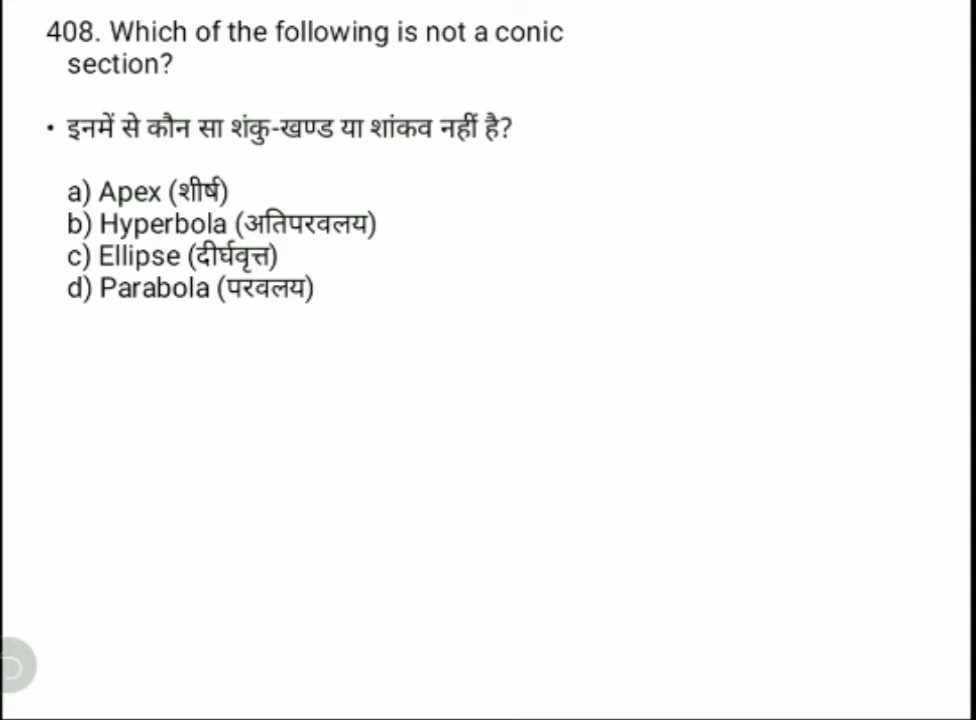 408. Which of the following is not a conic
section?
• इनमें से कौन सा शंकु-खण्ड या शांकव नहीं है?
a) Apex (शीर्ष)
b) Hyperbola (अतिपरवलय)
c) Ellipse (दीर्घवृत्त)
d) Parabola (परवलय)